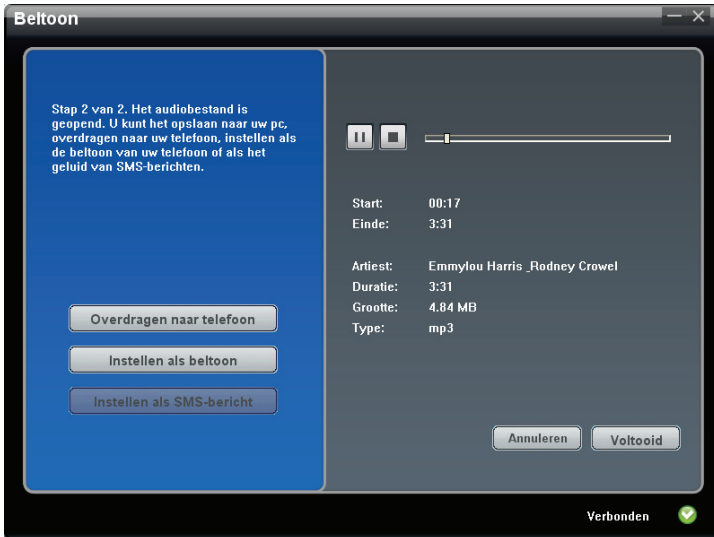 Beltoon
Stap 2 van 2. Het audiobestand is
geopend. U kunt het opslaan naar uw pc,
overdragen naar uw telefoon, instellen als
de beltoon van uw telefoon of als het
geluid van SMS-berichten.
Overdragen naar telefoon
Instellen als beltoon
Instellen als SMS-bericht
Start: 00:17
Einde: 3:31
Artiest: Emmylou Harris _Rodney Crowel
Duratie: 3:31
Grootte: 4.84 MB
Type: mp3
Annuleren Voltooid
Verbonden